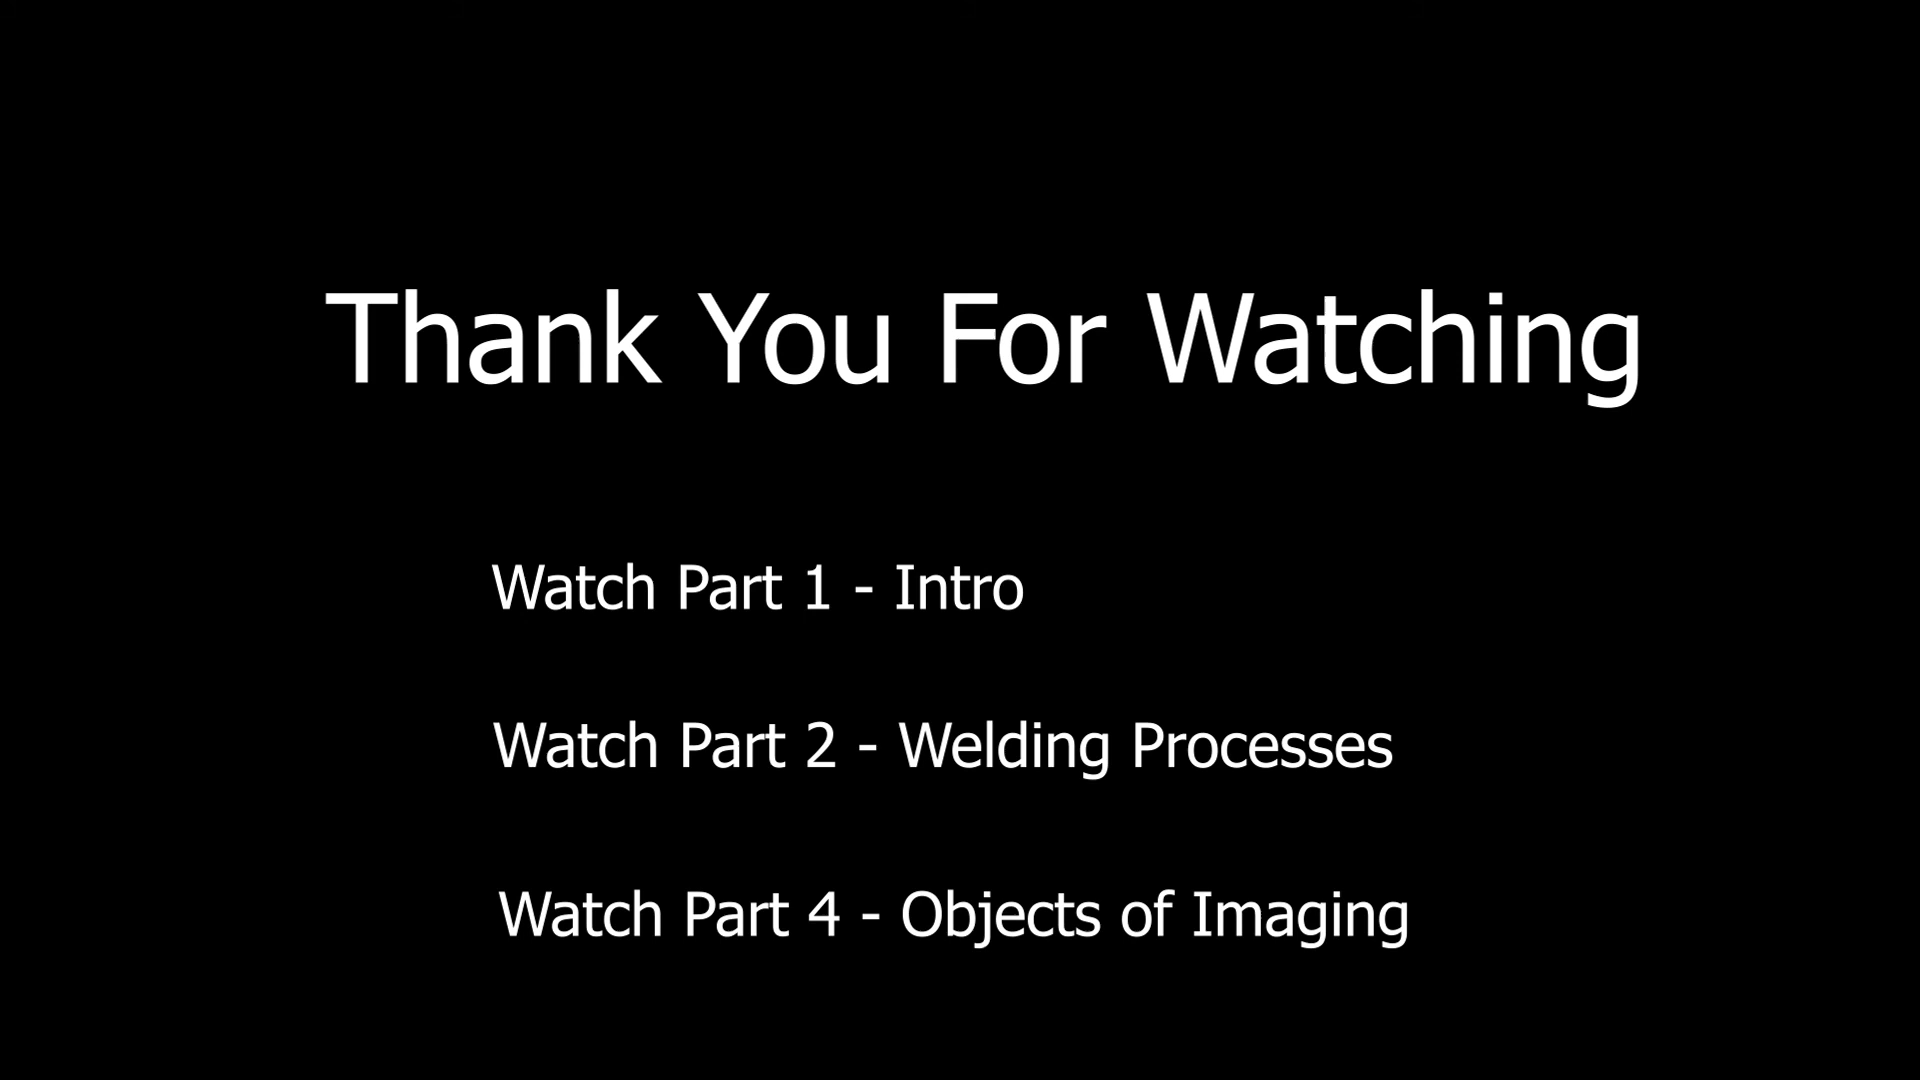 Thank You For Watching
Watch Part 1 - Intro
Watch Part 2 - Welding Processes
Watch Part 4 - Objects of Imaging